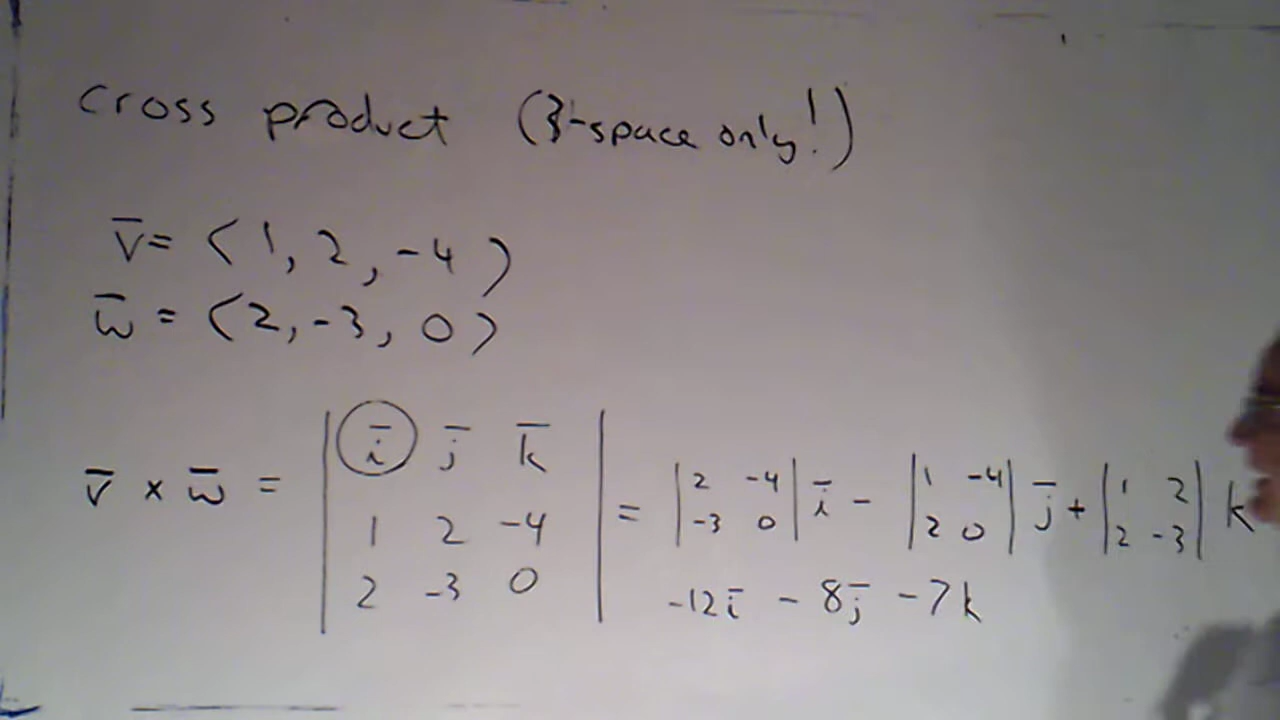 cross product (3-space only!)
v̅ = ⟨1, 2, -4⟩
w̅ = ⟨2, -3, 0⟩
v̅ × w̅ = | i̅ j̅ k̅ | = | 2 -4 | i̅ - | 1 -4 | j̅ + | 1 2 | k
| 1 2 -4 | | -3 0 | | 2 0 | | 2 -3 |
| 2 -3 0 | -12i̅ - 8j̅ - 7k